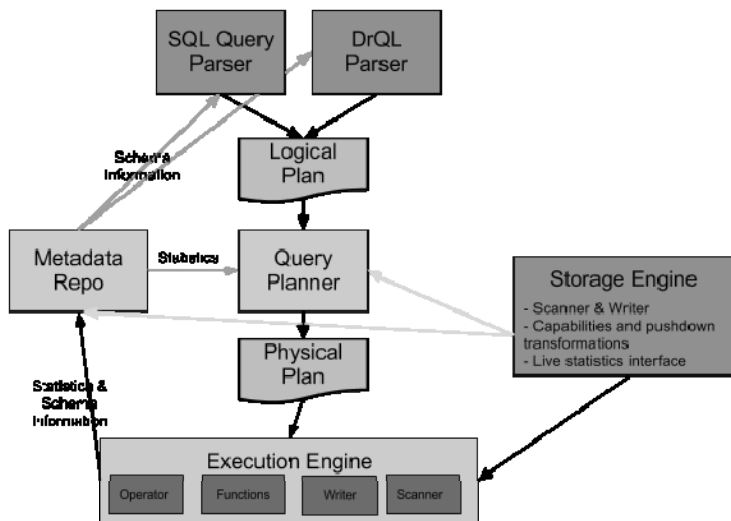 SQL Query
Parser
DrQL
Parser
Schema
Information
Logical
Plan
Metadata
Repo
Statistics
Query
Planner
Storage Engine
- Scanner & Writer
- Capabilities and pushdown
transformations
- Live statistics interface
Physical
Plan
Statistics &
Schema
Information
Execution Engine
Operator
Functions
Writer
Scanner